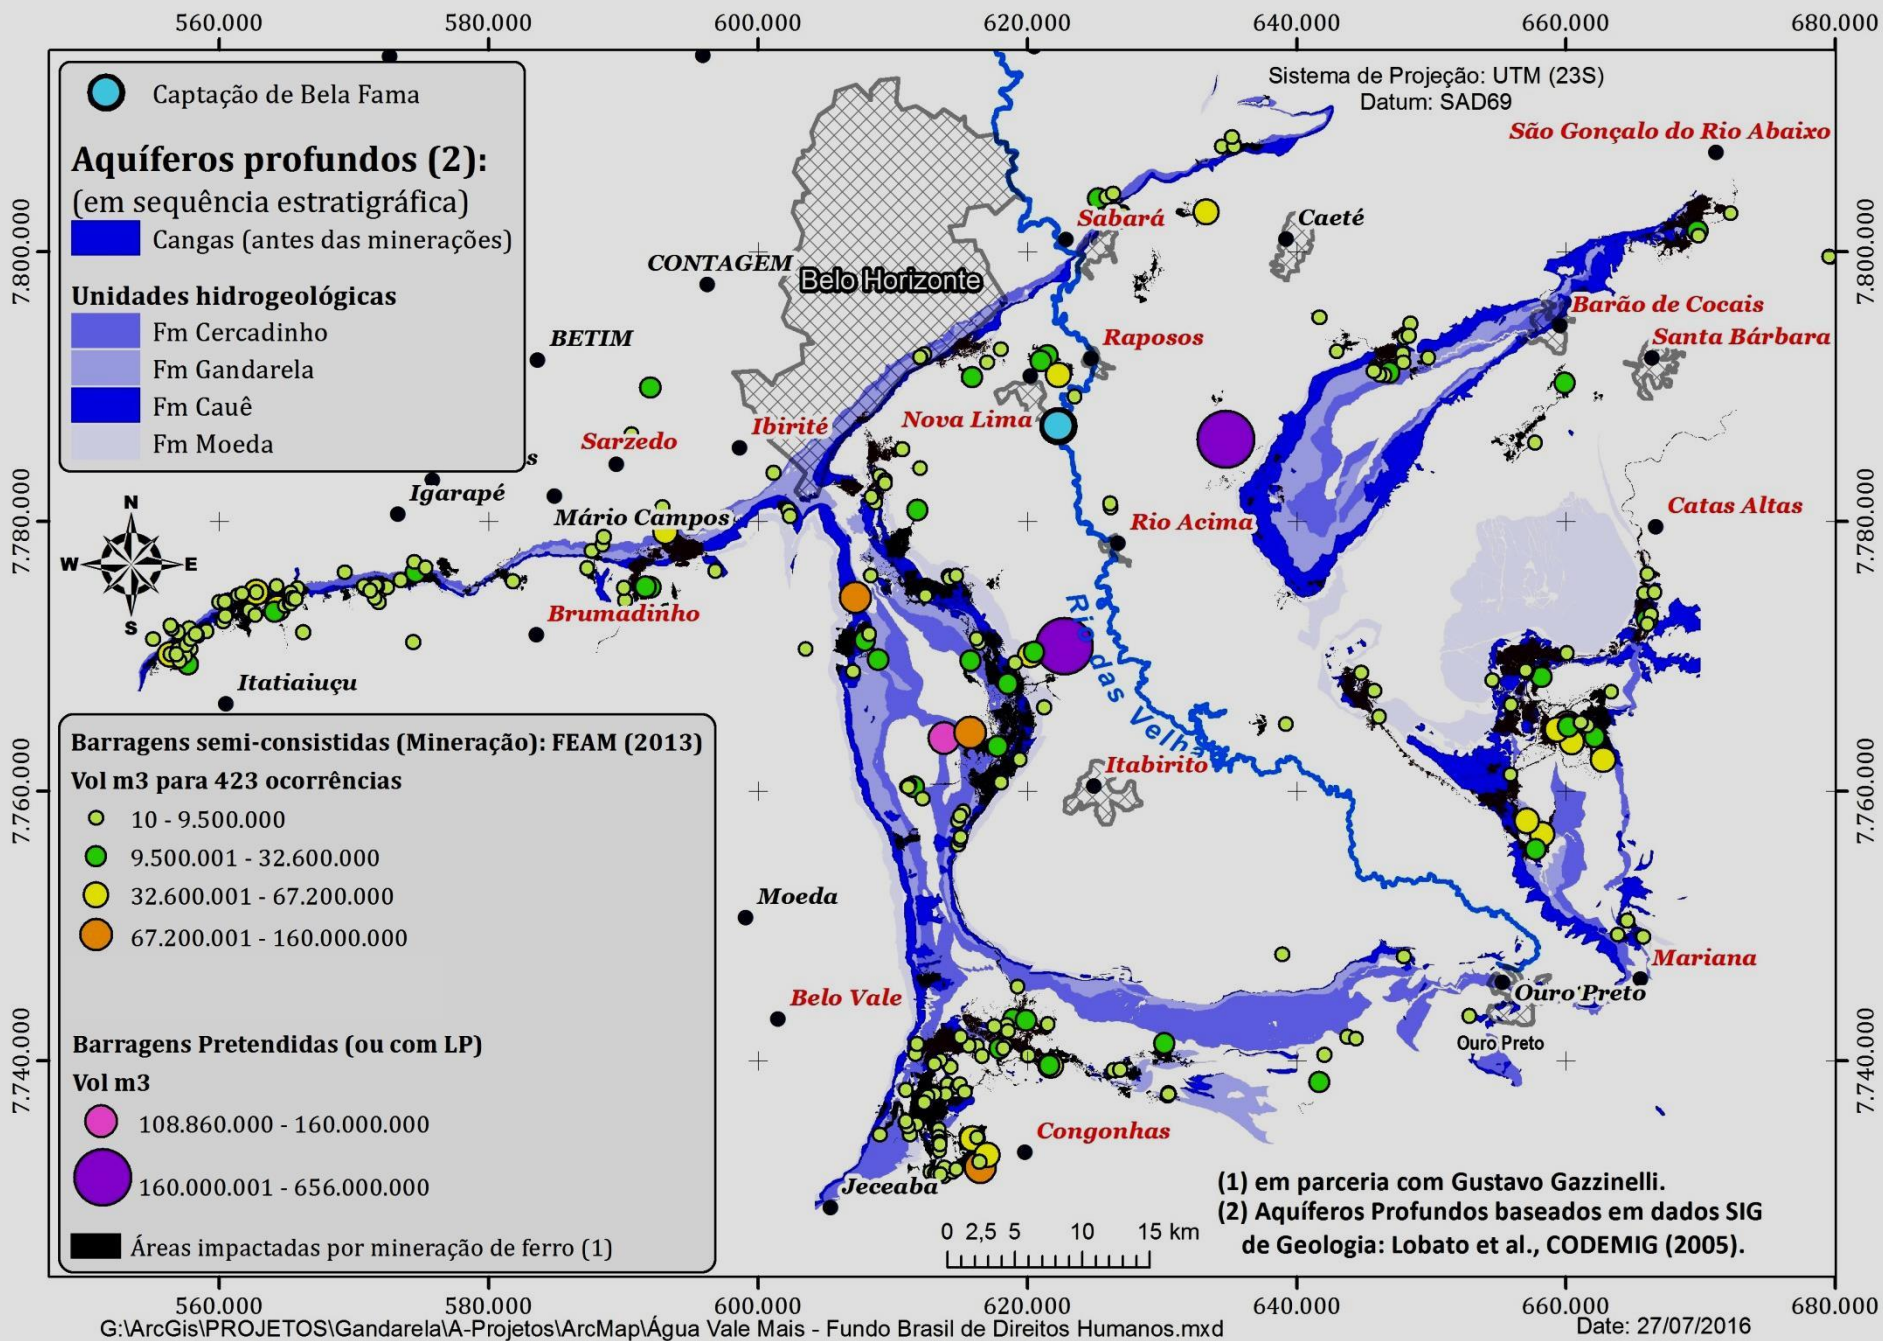 560.000 580.000 600.000 620.000 640.000 660.000 680.000
Captação de Bela Fama
Aquíferos profundos (2):
(em sequência estratigráfica)
Cangas (antes das minerações)
Unidades hidrogeológicas
Fm Cercadinho
Fm Gandarela
Fm Cauê
Fm Moeda
Sistema de Projeção: UTM (23S)
Datum: SAD69
São Gonçalo do Rio Abaixo
Sabará
Caeté
CONTAGEM
Belo Horizonte
BETIM
Raposos
Barão de Cocais
Santa Bárbara
Nova Lima
Ibirité
Sarzedo
s
Igarapé
Mário Campos
Rio Acima
Catas Altas
N
W
E
S
Brumadinho
Itatiaiuçu
Rio das Velha
Itabirito
Moeda
Mariana
Belo Vale
Ouro Preto
Ouro Preto
Congonhas
Jeceaba
7.800.000
7.780.000
7.760.000
7.740.000
7.800.000
7.780.000
7.760.000
7.740.000
Barragens semi-consistidas (Mineração): FEAM (2013)
Vol m3 para 423 ocorrências
10 - 9.500.000
9.500.001 - 32.600.000
32.600.001 - 67.200.000
67.200.001 - 160.000.000
Barragens Pretendidas (ou com LP)
Vol m3
108.860.000 - 160.000.000
160.000.001 - 656.000.000
Áreas impactadas por mineração de ferro (1)
0 2,5 5 10 15 km
(1) em parceria com Gustavo Gazzinelli.
(2) Aquíferos Profundos baseados em dados SIG
de Geologia: Lobato et al., CODEMIG (2005).
560.000 580.000 600.000 620.000 640.000 660.000 680.000
G:\ArcGis\PROJETOS\Gandarela\A-Projetos\ArcMap\Água Vale Mais - Fundo Brasil de Direitos Humanos.mxd
Date: 27/07/2016